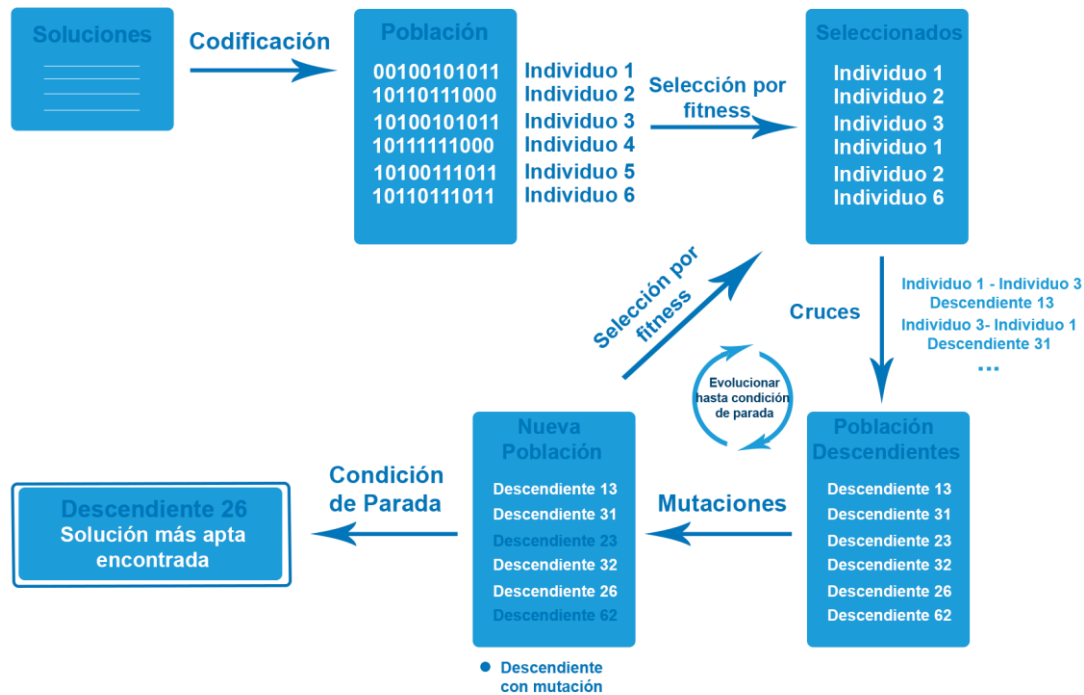 Soluciones
Codificación
Población
00100101011 Individuo 1
10110111000 Individuo 2
10100101011 Individuo 3
10111111000 Individuo 4
10100111011 Individuo 5
10110111011 Individuo 6
Selección por
fitness
Seleccionados
Individuo 1
Individuo 2
Individuo 3
Individuo 1
Individuo 2
Individuo 6
Cruces
Individuo 1 - Individuo 3
Descendiente 13
Individuo 3- Individuo 1
Descendiente 31
...
Selección por
fitness
Evolucionar
hasta condición
de parada
Población
Descendientes
Descendiente 13
Descendiente 31
Descendiente 23
Descendiente 32
Descendiente 26
Descendiente 62
Mutaciones
Nueva
Población
Descendiente 13
Descendiente 31
Descendiente 23
Descendiente 32
Descendiente 26
Descendiente 62
Descendiente
con mutación
Condición
de Parada
Descendiente 26
Solución más apta
encontrada